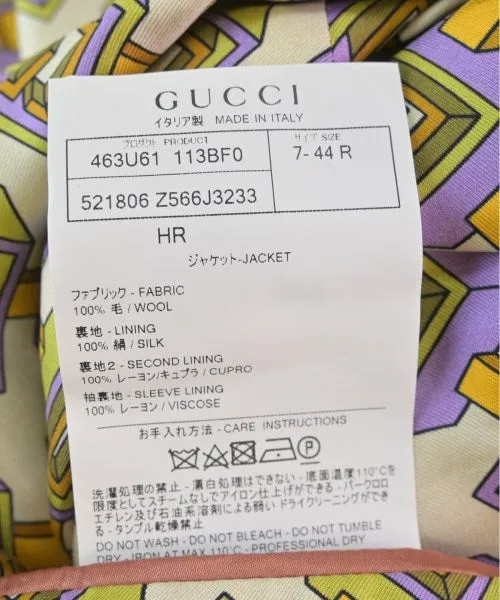 GUCCI
イタリア製 MADE IN ITALY
プロダクト PRODUCT
サイズ SIZE
463U61 113BF0
7- 44 R
521806 Z566J3233
HR
ジャケット-JACKET
ファブリック - FABRIC
100% 毛 / WOOL
裏地 - LINING
100% 絹 / SILK
裏地2 - SECOND LINING
100% レーヨン/キュプラ / CUPRO
袖裏地 - SLEEVE LINING
100% レーヨン / VISCOSE
お手入れ方法 - CARE INSTRUCTIONS
P
洗濯処理の禁止 - 漂白処理はできない - 底面温度110℃を
限度としてスチームなしでアイロン仕上げができる - パークロロ
エチレン及び石油系溶剤による弱い ドライクリーニングができ
る - タンブル乾燥禁止
DO NOT WASH - DO NOT BLEACH - DO NOT TUMBLE
DRY - IRON AT MAX 110°C - PROFESSIONAL DRY